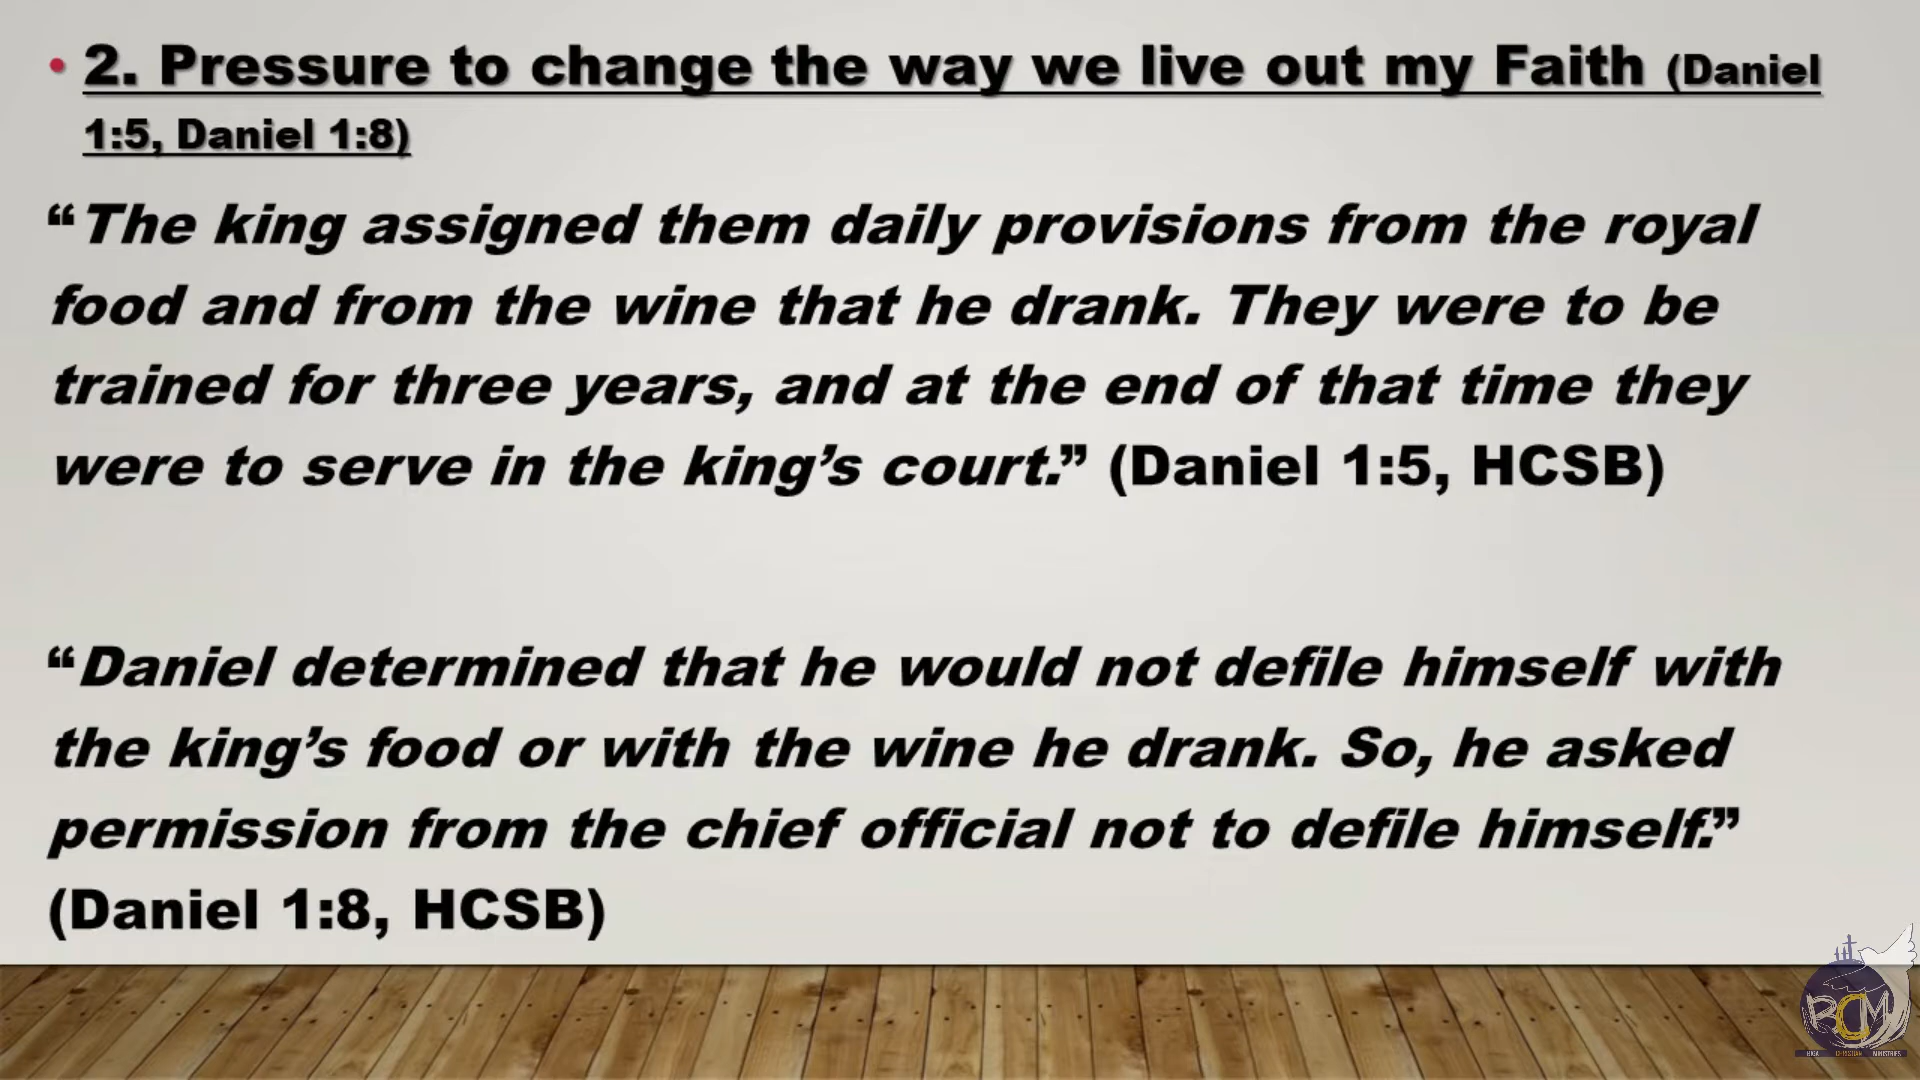 • 2. Pressure to change the way we live out my Faith (Daniel
1:5, Daniel 1:8)
“The king assigned them daily provisions from the royal
food and from the wine that he drank. They were to be
trained for three years, and at the end of that time they
were to serve in the king’s court.” (Daniel 1:5, HCSB)
“Daniel determined that he would not defile himself with
the king’s food or with the wine he drank. So, he asked
permission from the chief official not to defile himself.”
(Daniel 1:8, HCSB)
RCM
CHRISTIAN MINISTRIES